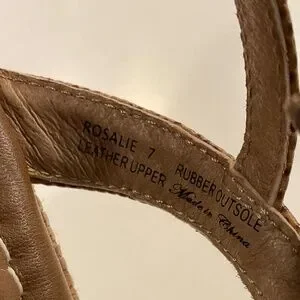 ROSALIE 7
LEATHER UPPER
RUBBER OUTSOLE
Made in China